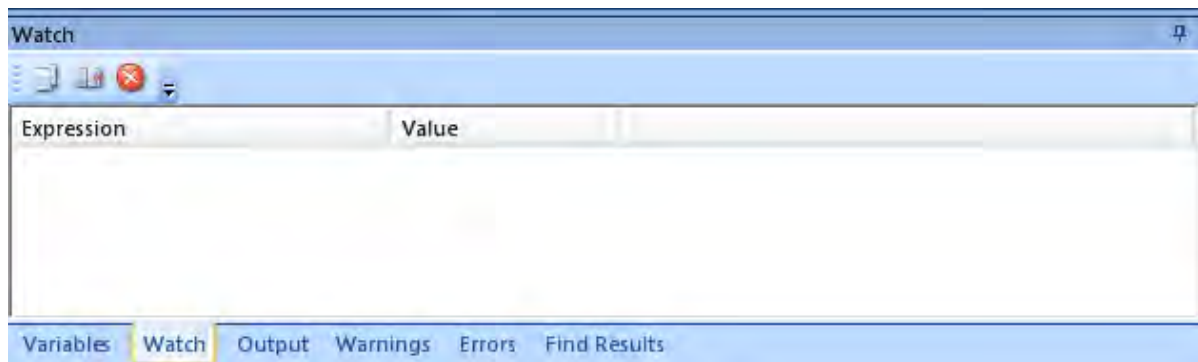 Watch
Expression Value
Variables Watch Output Warnings Errors Find Results